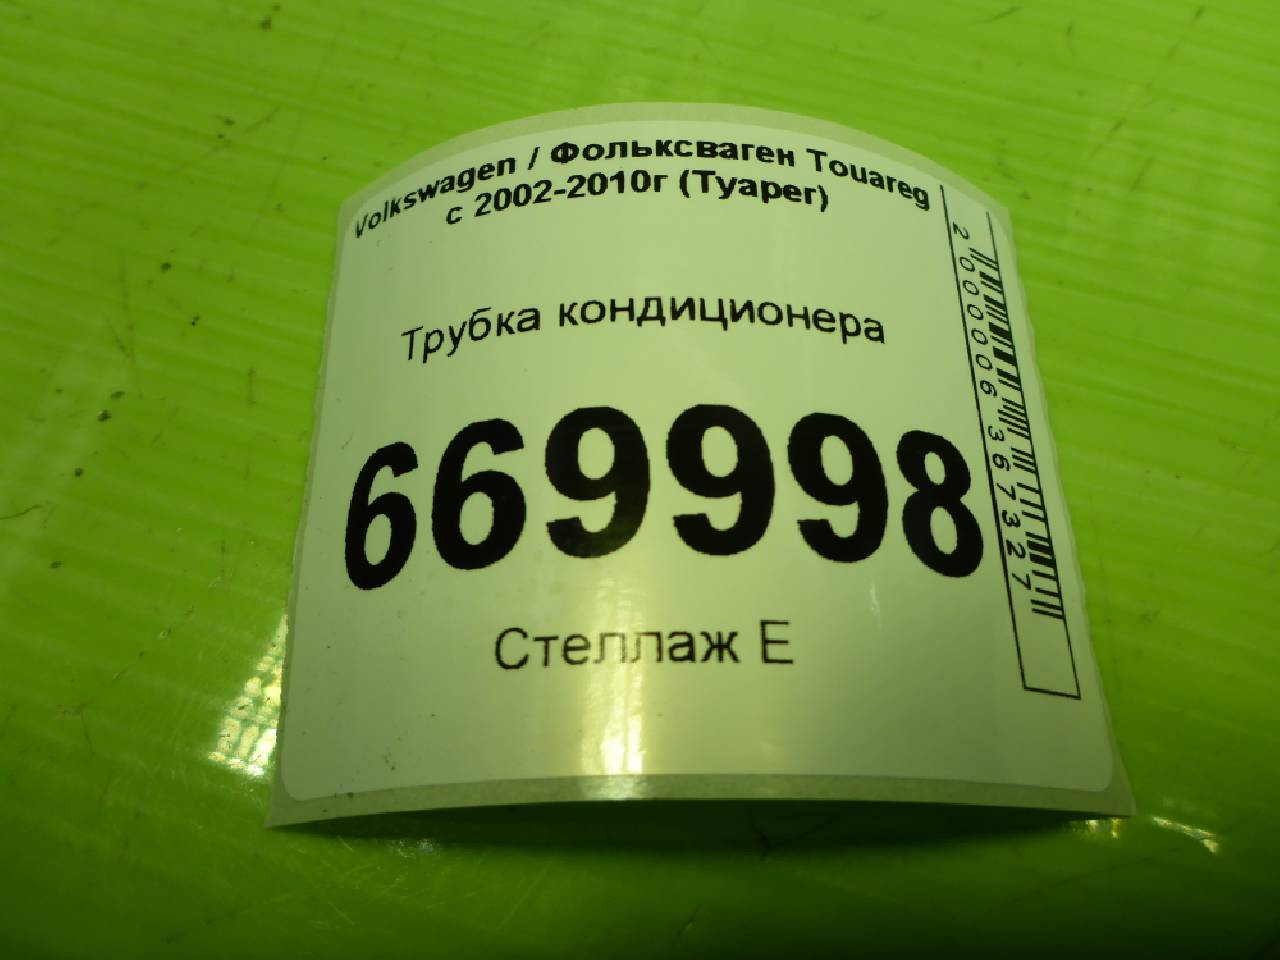 Volkswagen / Фольксваген Touareg
с 2002-2010г (Туарег)
Трубка кондиционера
669998
Стеллаж Е
2000006367327